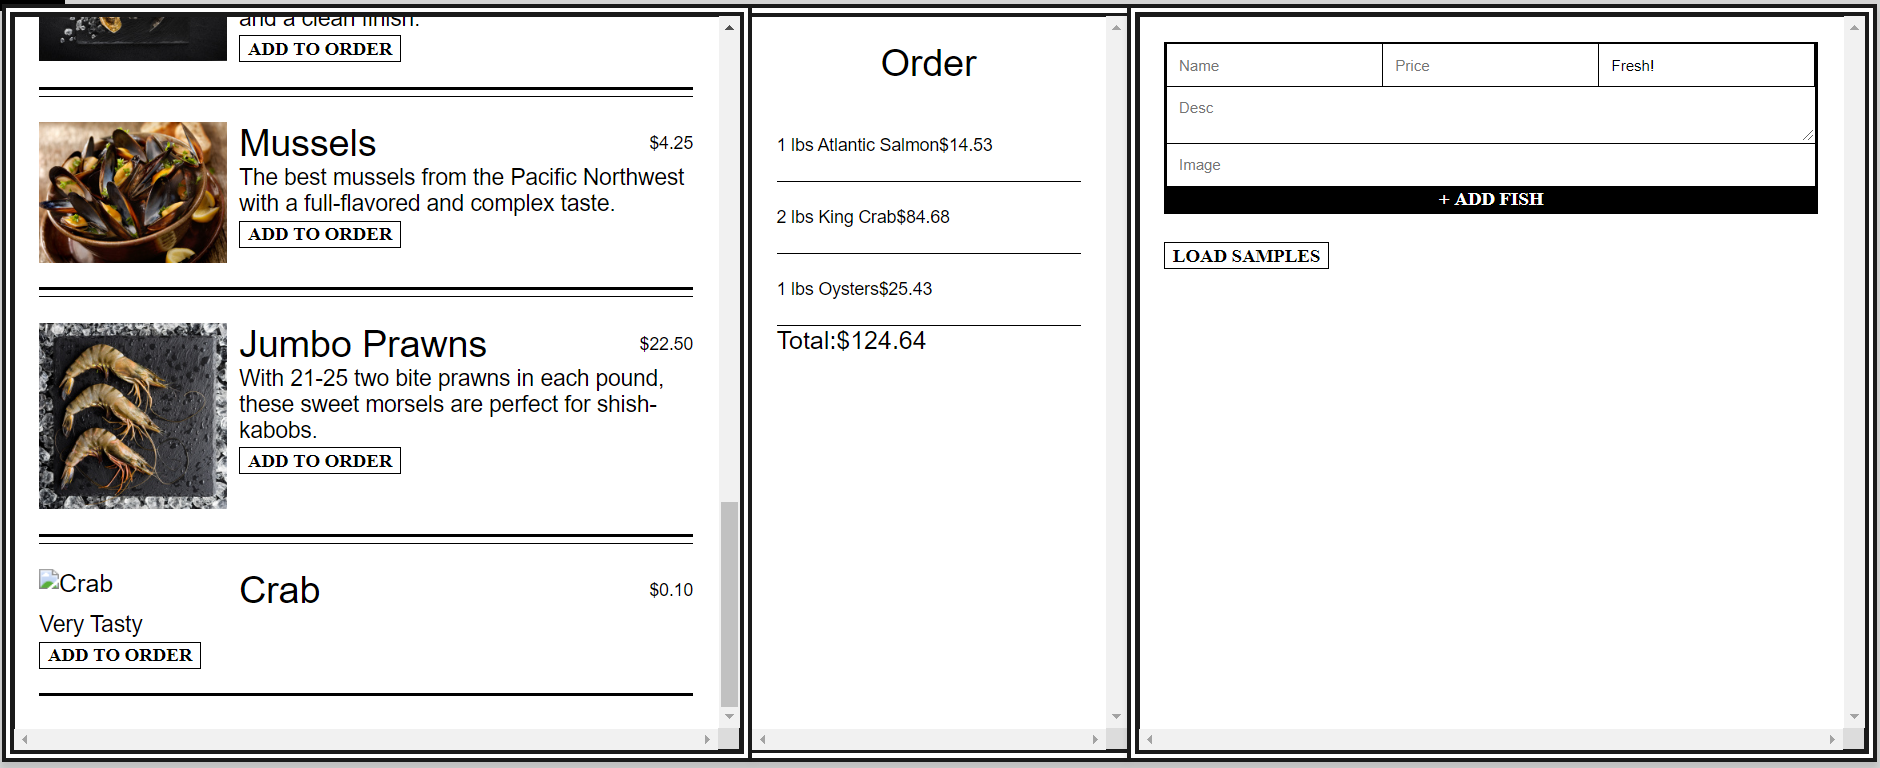 and a clean finish.
ADD TO ORDER
Mussels
$4.25
The best mussels from the Pacific Northwest
with a full-flavored and complex taste.
ADD TO ORDER
Jumbo Prawns
$22.50
With 21-25 two bite prawns in each pound,
these sweet morsels are perfect for shish-
kabobs.
ADD TO ORDER
Crab
Crab
$0.10
Very Tasty
ADD TO ORDER
Order
1 lbs Atlantic Salmon$14.53
2 lbs King Crab$84.68
1 lbs Oysters$25.43
Total:$124.64
Name
Price
Fresh!
Desc
Image
+ ADD FISH
LOAD SAMPLES